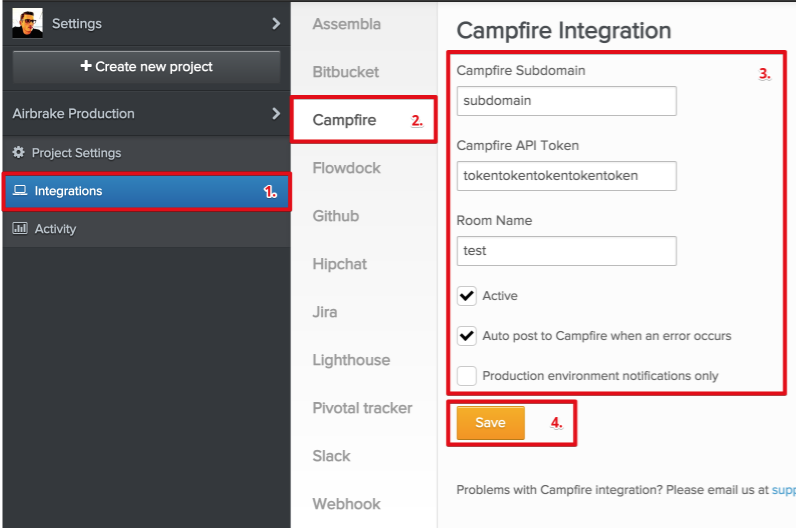 Settings
+ Create new project
Airbrake Production
Project Settings
Integrations 1.
Activity
Assembla
Bitbucket
Campfire 2.
Flowdock
Github
Hipchat
Jira
Lighthouse
Pivotal tracker
Slack
Webhook
Campfire Integration
Campfire Subdomain 3.
subdomain
Campfire API Token
tokentokentokentokentoken
Room Name
test
Active
Auto post to Campfire when an error occurs
Production environment notifications only
Save 4.
Problems with Campfire integration? Please email us at supp